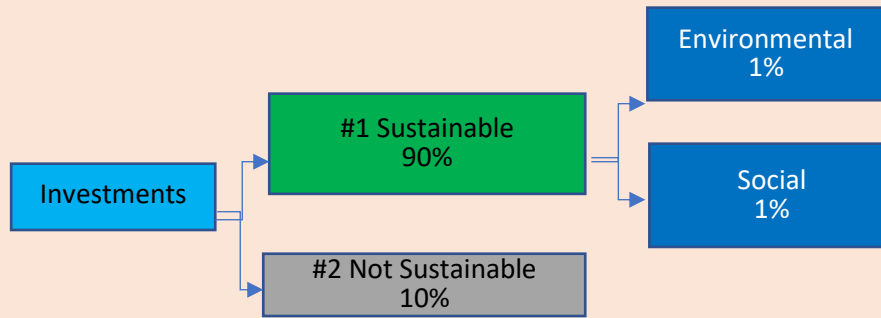 Investments
#1 Sustainable
90%
#2 Not Sustainable
10%
Environmental
1%
Social
1%